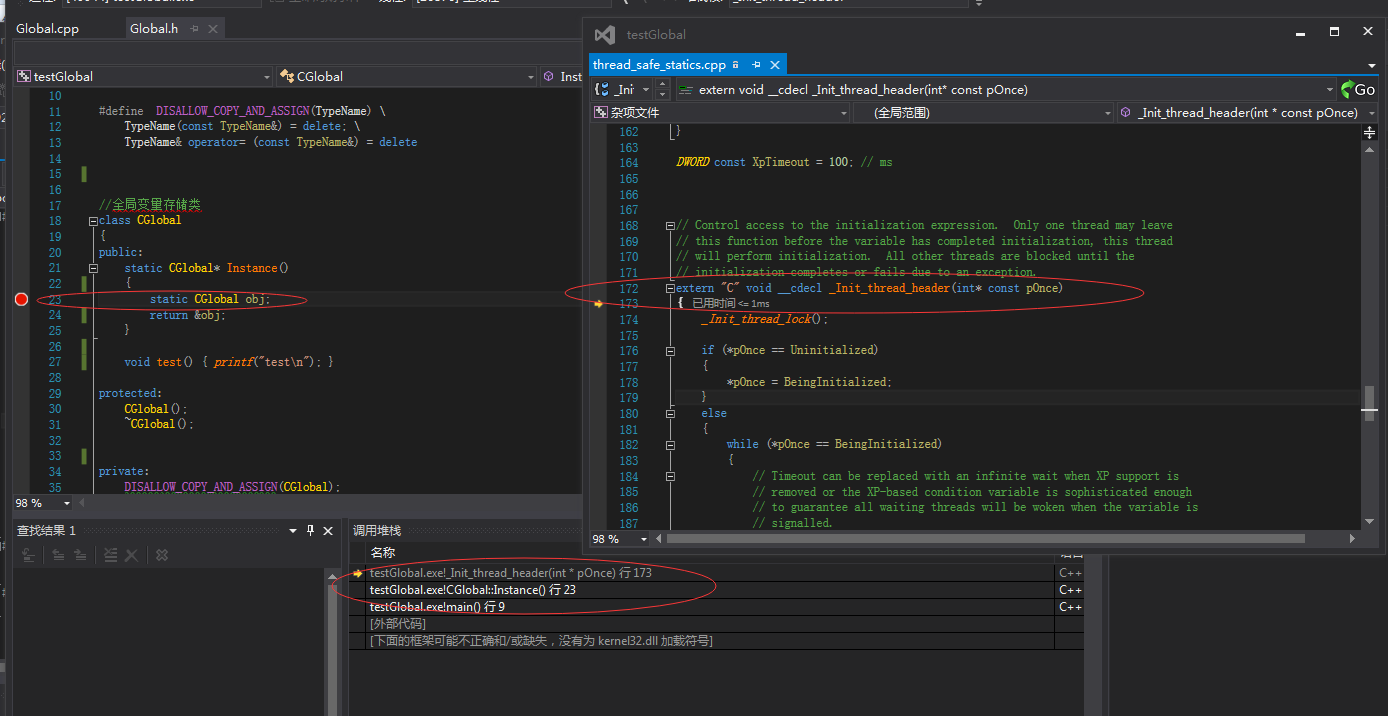 Global.cpp
Global.h
testGlobal
CGlobal
Inst
10
11 #define DISALLOW_COPY_AND_ASSIGN(TypeName) \
12 TypeName(const TypeName&) = delete; \
13 TypeName& operator= (const TypeName&) = delete
14
15
16
17 //全局变量存储类
18 class CGlobal
19 {
20 public:
21 static CGlobal* Instance()
22 {
23 static CGlobal obj;
24 return &obj;
25 }
26
27 void test() { printf("test\n"); }
28
29 protected:
30 CGlobal();
31 ~CGlobal();
32
33
34 private:
35 DISALLOW_COPY_AND_ASSIGN(CGlobal);
98 %
testGlobal
thread_safe_statics.cpp
_Ini
extern void __cdecl _Init_thread_header(int* const pOnce)
Go
杂项文件
(全局范围)
_Init_thread_header(int * const pOnce)
162 }
163
164 DWORD const XpTimeout = 100; // ms
165
166
167
168 // Control access to the initialization expression. Only one thread may leave
169 // this function before the variable has completed initialization, this thread
170 // will perform initialization. All other threads are blocked until the
171 // initialization completes or fails due to an exception.
172 extern "C" void __cdecl _Init_thread_header(int* const pOnce)
173 { 已用时间 <= 1ms
174 _Init_thread_lock();
175
176 if (*pOnce == Uninitialized)
177 {
178 *pOnce = BeingInitialized;
179 }
180 else
181 {
182 while (*pOnce == BeingInitialized)
183 {
184 // Timeout can be replaced with an infinite wait when XP support is
185 // removed or the XP-based condition variable is sophisticated enough
186 // to guarantee all waiting threads will be woken when the variable is
187 // signalled.
98 %
查找结果 1
调用堆栈
名称
testGlobal.exe!_Init_thread_header(int * pOnce) 行 173
C++
testGlobal.exe!CGlobal::Instance() 行 23
C++
testGlobal.exe!main() 行 9
C++
[外部代码]
[下面的框架可能不正确和/或缺失，没有为 kernel32.dll 加载符号]